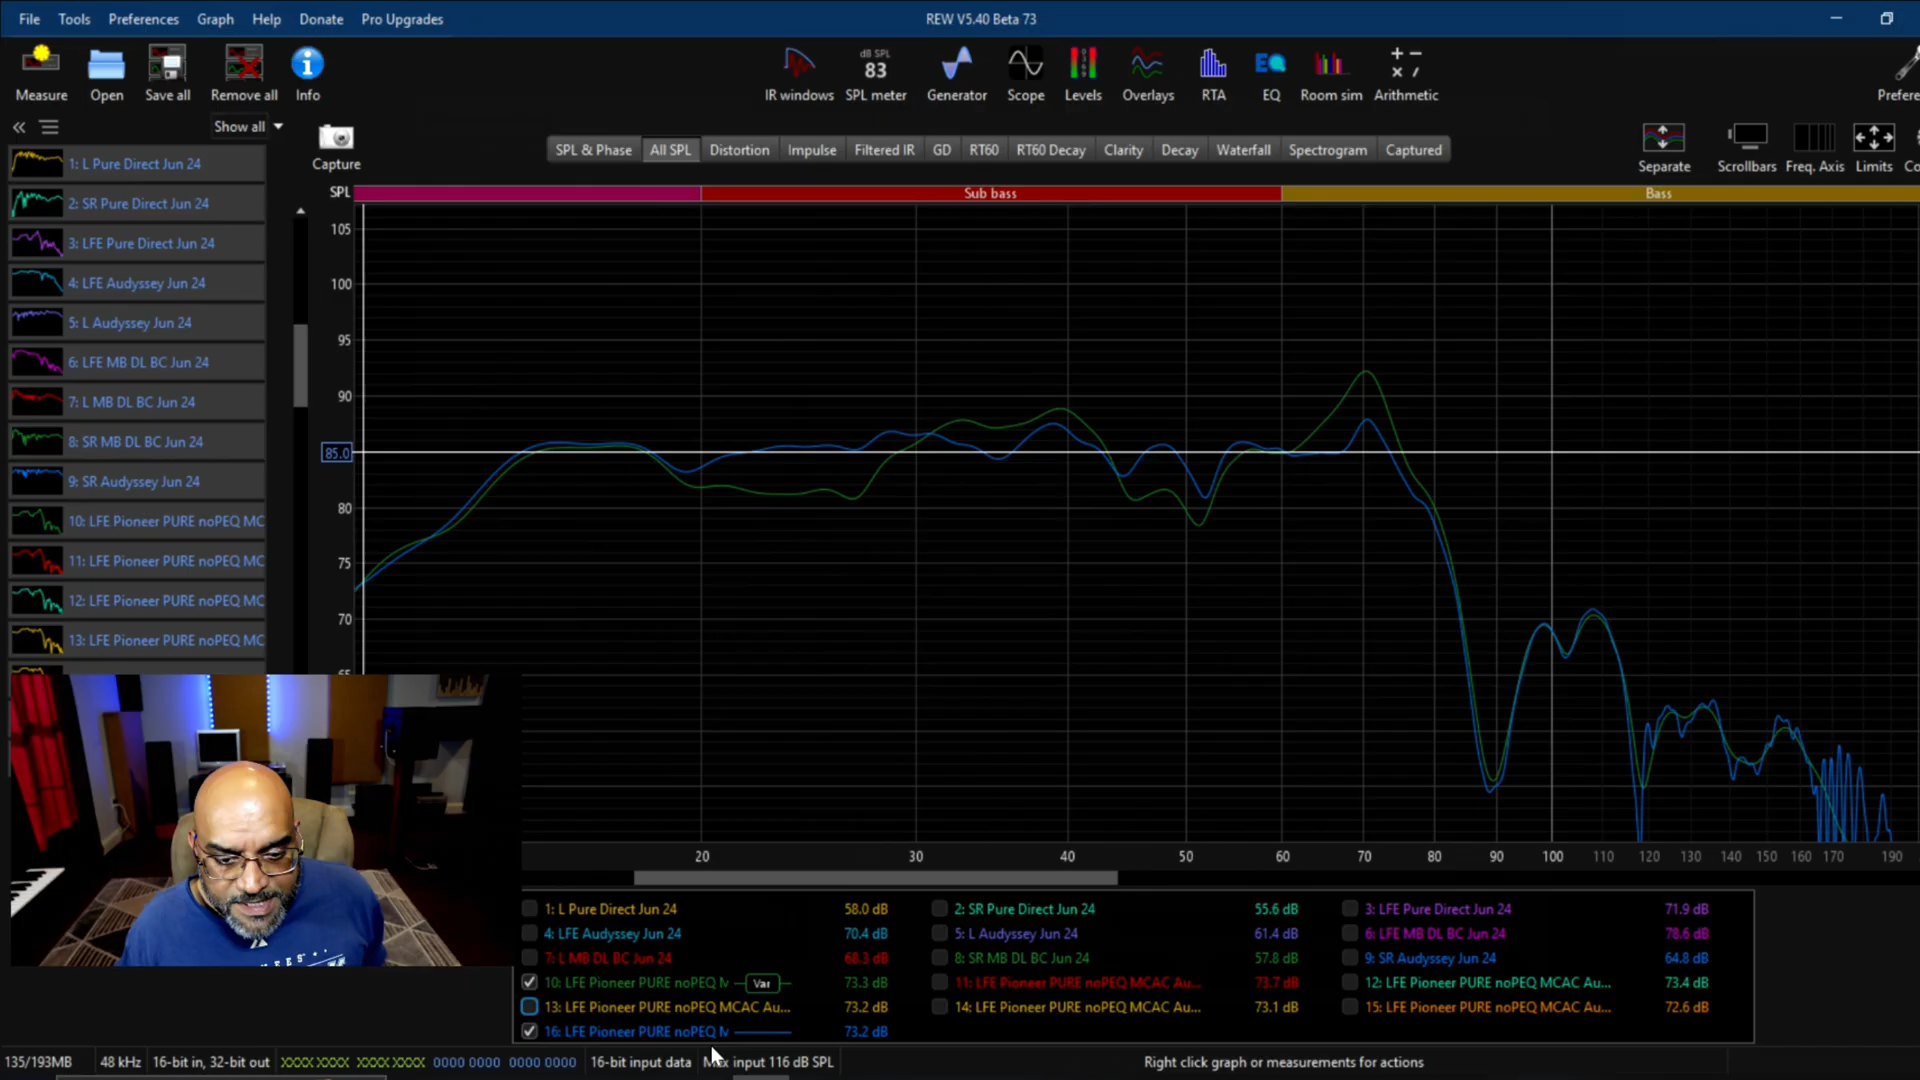 File Tools Preferences Graph Help Donate Pro Upgrades
REW V5.40 Beta 73
Measure Open Save all Remove all Info
dB SPL
83
IR windows SPL meter Generator Scope Levels Overlays RTA EQ Room sim Arithmetic
Show all
Capture
SPL & Phase All SPL Distortion Impulse Filtered IR GD RT60 RT60 Decay Clarity Decay Waterfall Spectrogram Captured
Separate Scrollbars Freq. Axis Limits
1: L Pure Direct Jun 24
2: SR Pure Direct Jun 24
3: LFE Pure Direct Jun 24
4: LFE Audyssey Jun 24
5: L Audyssey Jun 24
6: LFE MB DL BC Jun 24
7: L MB DL BC Jun 24
8: SR MB DL BC Jun 24
9: SR Audyssey Jun 24
10: LFE Pioneer PURE noPEQ MC
11: LFE Pioneer PURE noPEQ MC
12: LFE Pioneer PURE noPEQ MC
13: LFE Pioneer PURE noPEQ MC
SPL
Sub bass
Bass
105
100
95
90
85.0
80
75
70
20 30 40 50 60 70 80 90 100 110 120 130 140 150 160 170 190
1: L Pure Direct Jun 24 58.0 dB 2: SR Pure Direct Jun 24 55.6 dB 3: LFE Pure Direct Jun 24 71.9 dB
4: LFE Audyssey Jun 24 70.4 dB 5: L Audyssey Jun 24 61.4 dB 6: LFE MB DL BC Jun 24 78.6 dB
7: L MB DL BC Jun 24 68.3 dB 8: SR MB DL BC Jun 24 57.8 dB 9: SR Audyssey Jun 24 64.8 dB
10: LFE Pioneer PURE noPEQ M Var 73.3 dB 11: LFE Pioneer PURE noPEQ MCAC Au... 73.7 dB 12: LFE Pioneer PURE noPEQ MCAC Au... 73.4 dB
13: LFE Pioneer PURE noPEQ MCAC Au... 73.2 dB 14: LFE Pioneer PURE noPEQ MCAC Au... 73.1 dB 15: LFE Pioneer PURE noPEQ MCAC Au... 72.6 dB
16: LFE Pioneer PURE noPEQ M 73.2 dB
135/193MB 48 kHz 16-bit in, 32-bit out XXXX XXXX XXXX XXXX 0000 0000 0000 0000 16-bit input data Max input 116 dB SPL Right click graph or measurements for actions